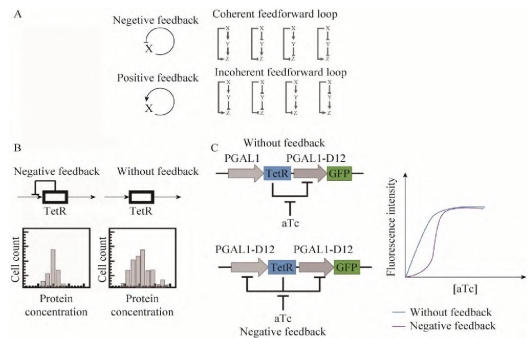 A
Negetive feedback
X
Positive feedback
X
Coherent feedforward loop
X X X X
Y Y Y Y
Z Z Z Z
Incoherent feedforward loop
X X X X
Y Y Y Y
Z Z Z Z
B
Negative feedback
TetR
Without feedback
TetR
Cell count
Protein
concentration
Cell count
Protein
concentration
C
Without feedback
PGAL1 PGAL1-D12
TetR GFP
aTc
PGAL1-D12 PGAL1-D12
TetR GFP
aTc
Negative feedback
Fluorescence intensity
[aTc]
Without feedback
Negative feedback